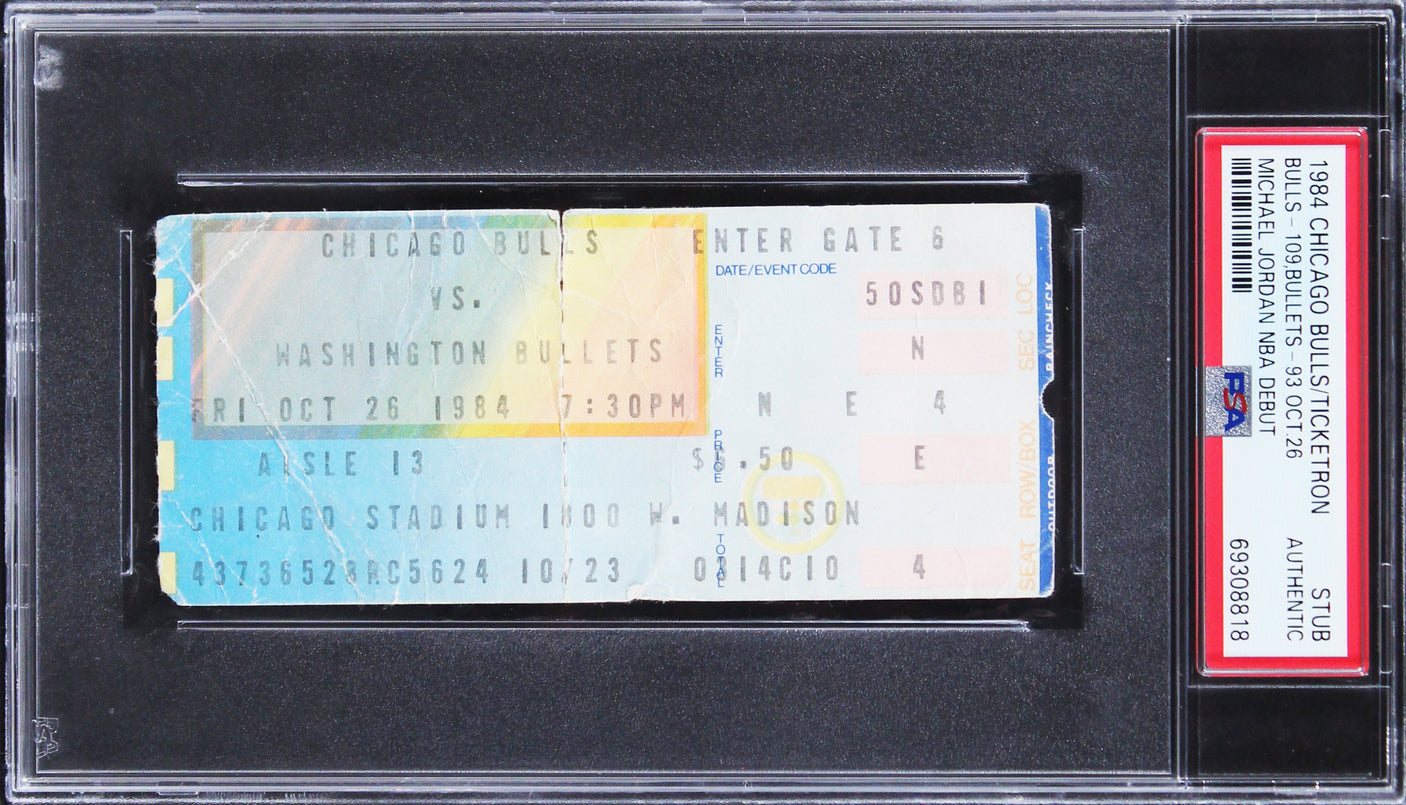 CHICAGO BULLS ENTER GATE 6
DATE/EVENT CODE
VS. 50SDB1
WASHINGTON BULLETS ENTER N
FRI OCT 26 1984 7:30PM N E 4
PRICE
AISLE 13 .50 E
CHICAGO STADIUM 1800 W. MADISON
TOTAL
RC5624 10/23 4
SEC LOC
ROW/BOX
SEAT
RAINCHECK
OUTDOOR
1984 CHICAGO BULLS/TICKETRON STUB
BULLS - 109,BULLETS - 93 OCT 26 AUTHENTIC
MICHAEL JORDAN NBA DEBUT
69308818
PSA